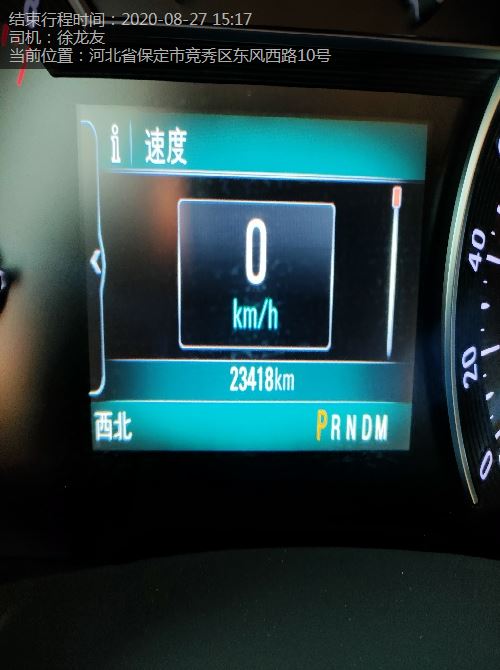 结束行程时间：2020-08-27 15:17
司机：徐龙友
当前位置：河北省保定市竞秀区东风西路10号
i 速度
0
km/h
23418km
西北 PRNDM
40
20
0